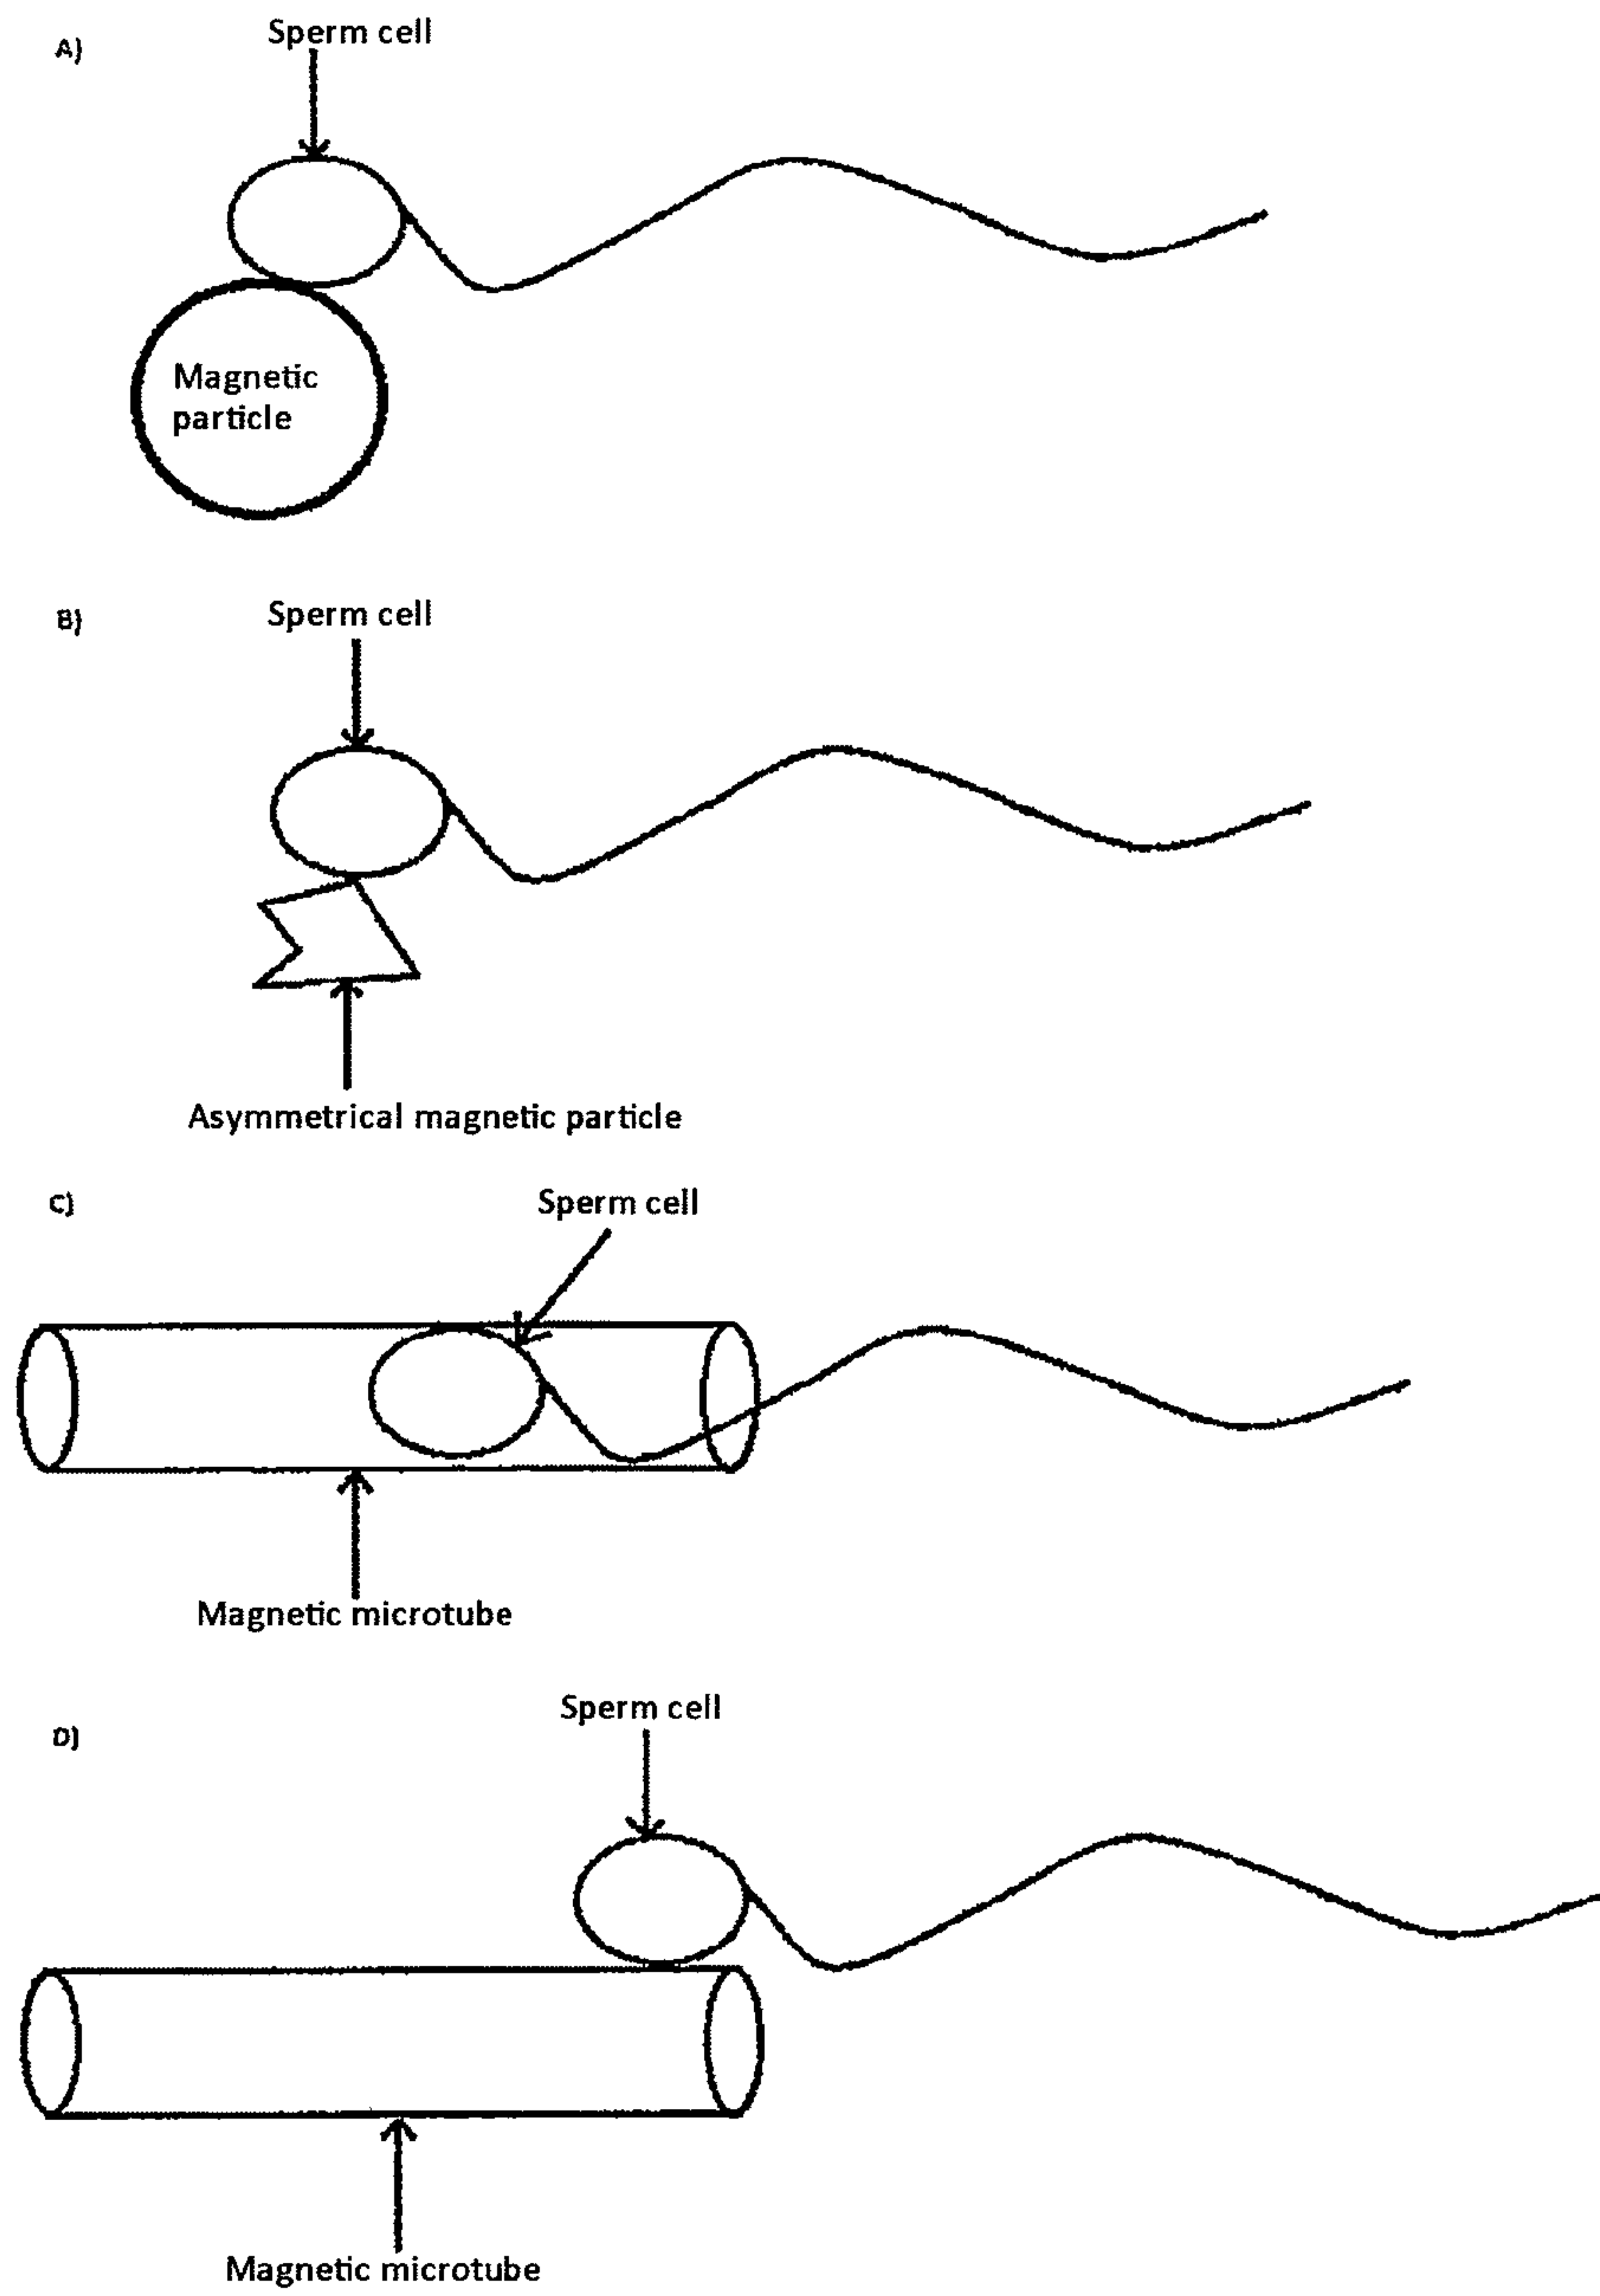 A)
Sperm cell
Magnetic
particle
B)
Sperm cell
Asymmetrical magnetic particle
C)
Sperm cell
Magnetic microtube
Sperm cell
D)
Magnetic microtube